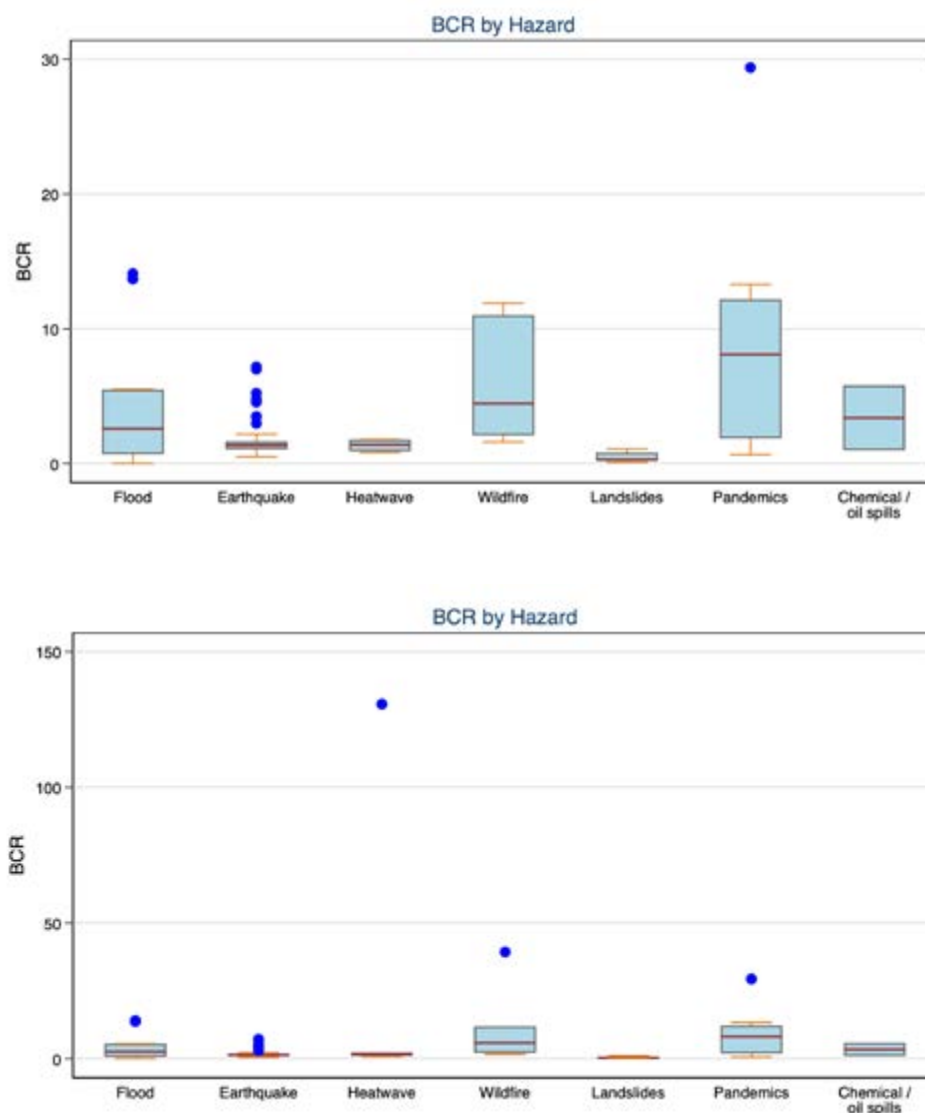 BCR by Hazard
30
20
10
0
BCR
Flood Earthquake Heatwave Wildfire Landslides Pandemics Chemical /
oil spills
BCR by Hazard
150
100
50
0
BCR
Flood Earthquake Heatwave Wildfire Landslides Pandemics Chemical /
oil spills